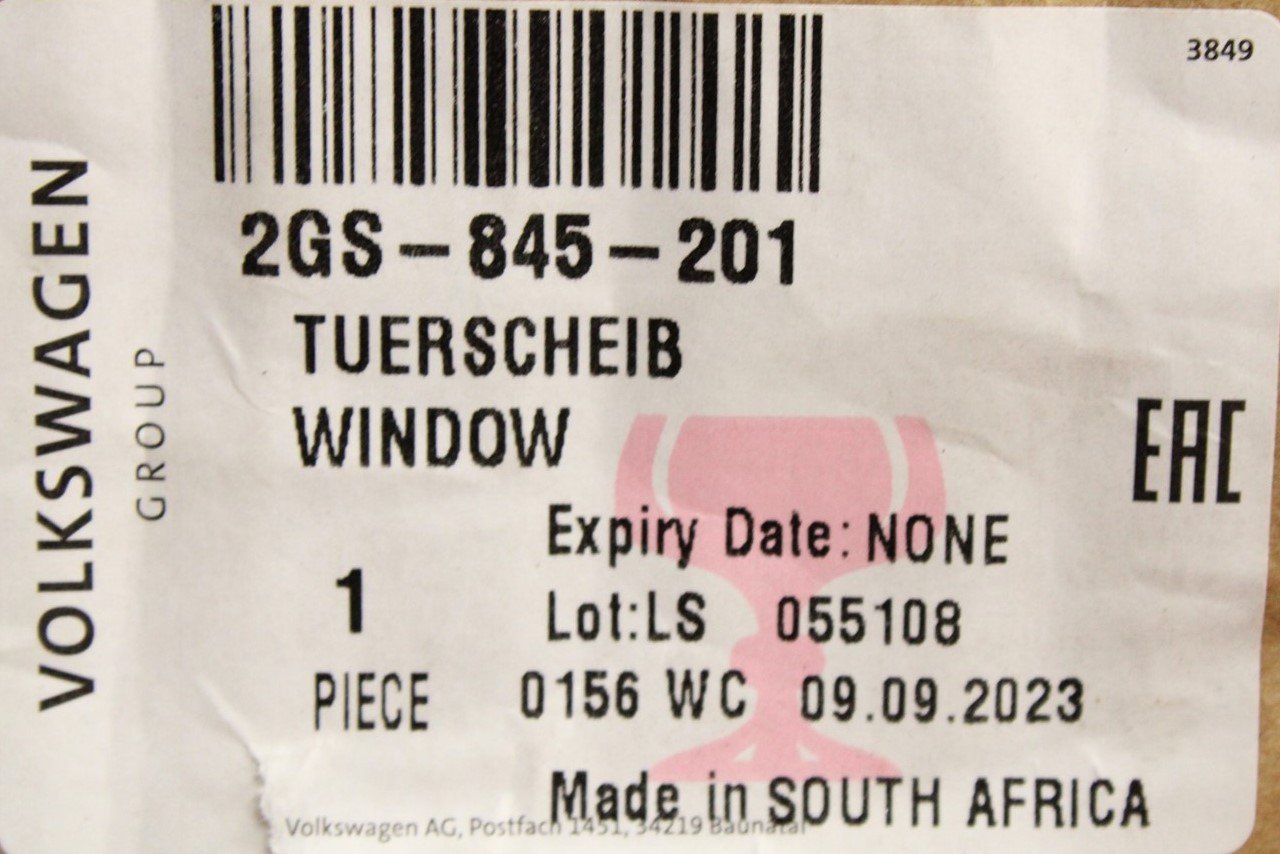 3849
VOLKSWAGEN
GROUP
2GS-845-201
TUERSCHEIB
WINDOW
EAC
Expiry Date: NONE
1
Lot:LS 055108
PIECE 0156 WC 09.09.2023
Made in SOUTH AFRICA
Volkswagen AG, Postfach 1451, 34219 Baunatal